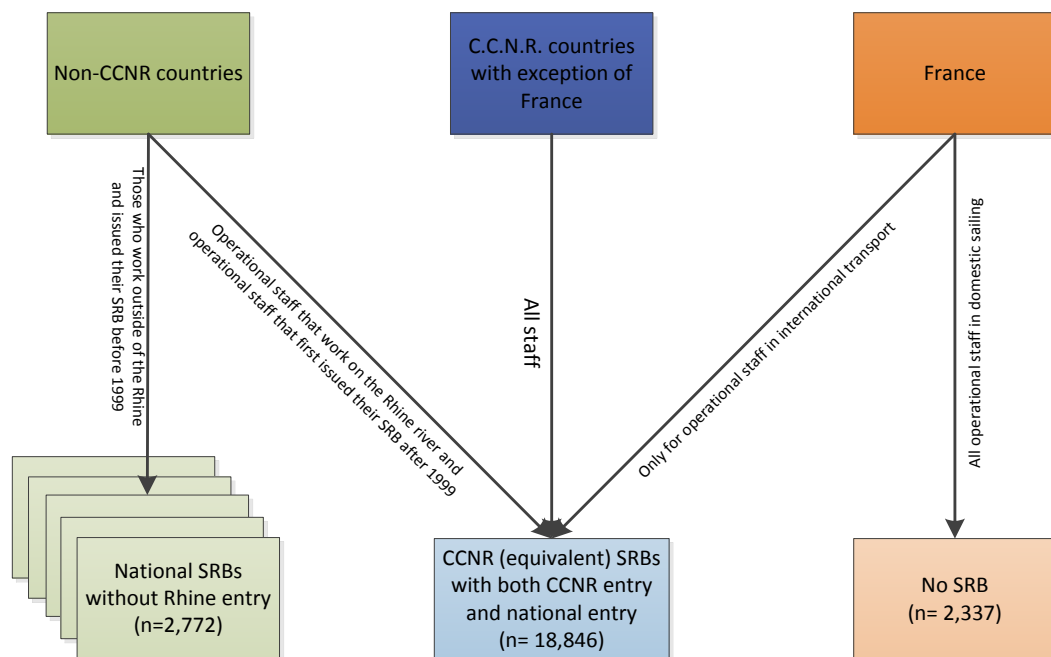 Non-CCNR countries
C.C.N.R. countries
with exception of
France
France
Those who work outside of the Rhine
and issued their SRB before 1999
Operational staff that work on the Rhine river and
operational staff that first issued their SRB after 1999
All staff
Only for operational staff in international transport
All operational staff in domestic sailing
National SRBs
without Rhine entry
(n=2,772)
CCNR (equivalent) SRBs
with both CCNR entry
and national entry
(n= 18,846)
No SRB
(n= 2,337)